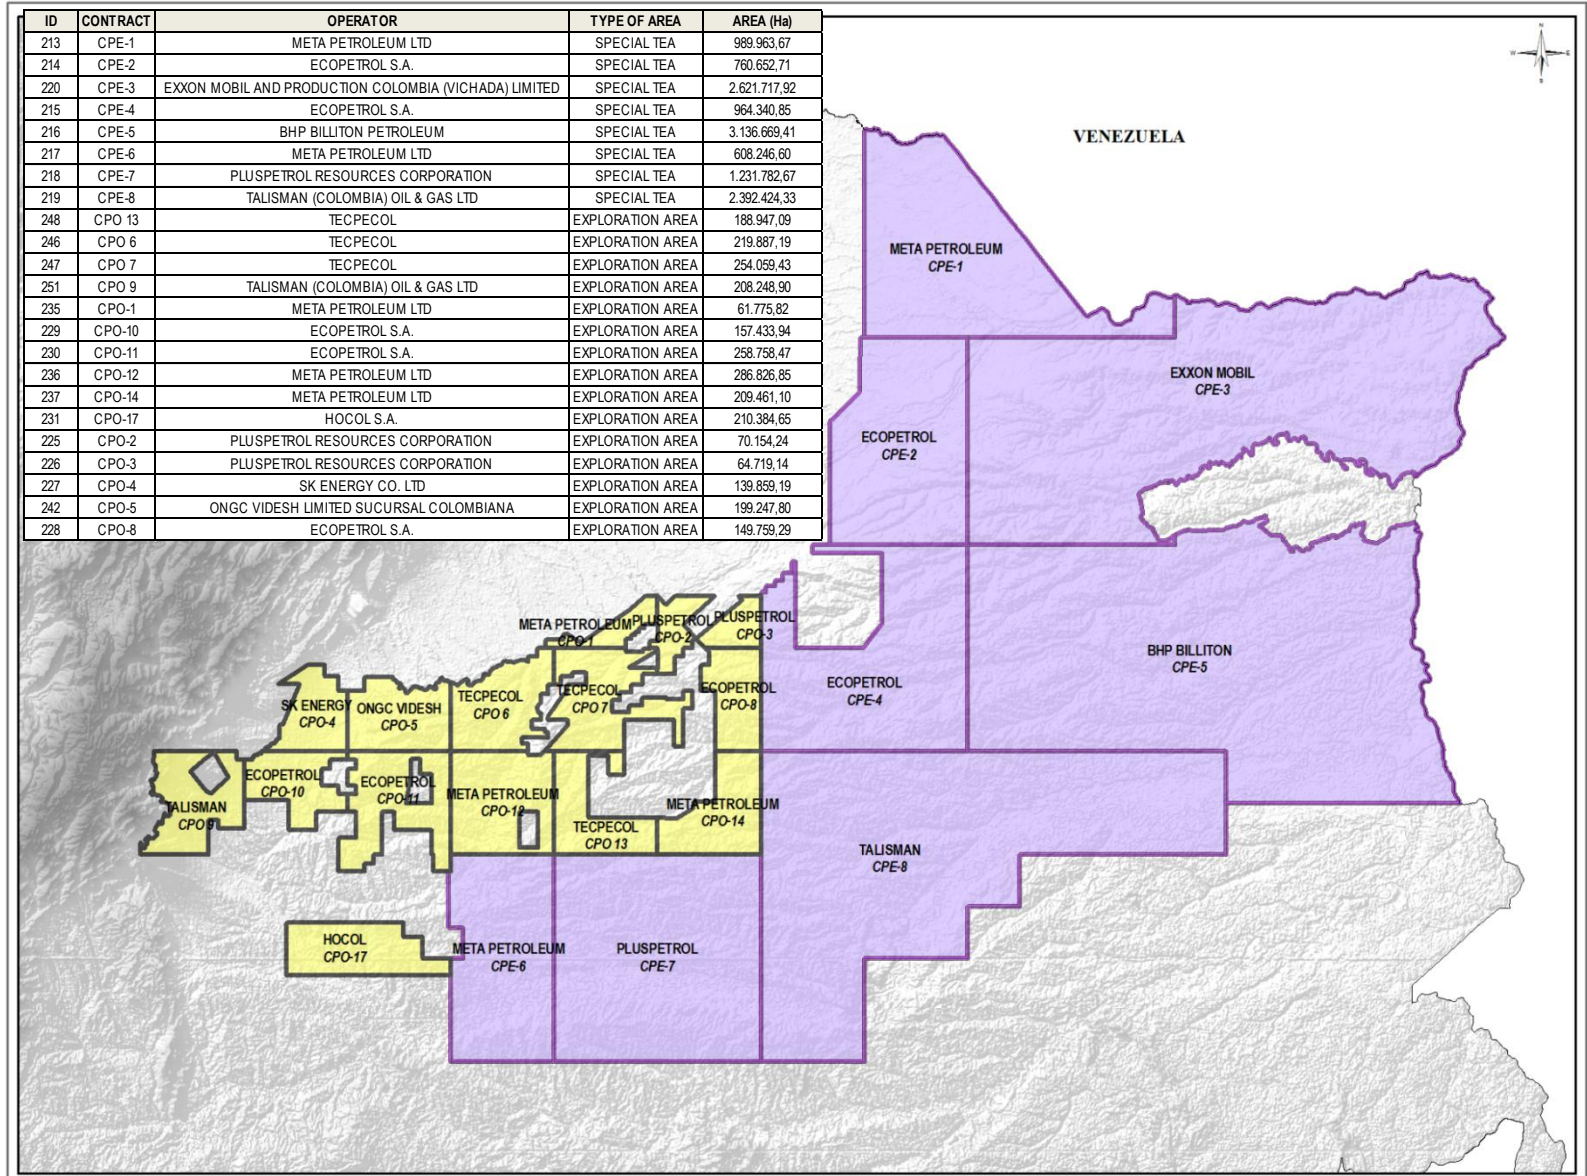 ID CONTRACT OPERATOR TYPE OF AREA AREA (Ha)
213 CPE-1 META PETROLEUM LTD SPECIAL TEA 989.963,67
214 CPE-2 ECOPETROL S.A. SPECIAL TEA 760.652,71
220 CPE-3 EXXON MOBIL AND PRODUCTION COLOMBIA (VICHADA) LIMITED SPECIAL TEA 2.621.717,92
215 CPE-4 ECOPETROL S.A. SPECIAL TEA 964.340,85
216 CPE-5 BHP BILLITON PETROLEUM SPECIAL TEA 3.136.669,41
217 CPE-6 META PETROLEUM LTD SPECIAL TEA 608.246,60
218 CPE-7 PLUSPETROL RESOURCES CORPORATION SPECIAL TEA 1.231.782,67
219 CPE-8 TALISMAN (COLOMBIA) OIL & GAS LTD SPECIAL TEA 2.392.424,33
248 CPO 13 TECPECOL EXPLORATION AREA 188.947,09
246 CPO 6 TECPECOL EXPLORATION AREA 219.887,19
247 CPO 7 TECPECOL EXPLORATION AREA 254.059,43
251 CPO 9 TALISMAN (COLOMBIA) OIL & GAS LTD EXPLORATION AREA 208.248,90
235 CPO-1 META PETROLEUM LTD EXPLORATION AREA 61.775,82
229 CPO-10 ECOPETROL S.A. EXPLORATION AREA 157.433,94
230 CPO-11 ECOPETROL S.A. EXPLORATION AREA 258.758,47
236 CPO-12 META PETROLEUM LTD EXPLORATION AREA 286.826,85
237 CPO-14 META PETROLEUM LTD EXPLORATION AREA 209.461,10
231 CPO-17 HOCOL S.A. EXPLORATION AREA 210.384,65
225 CPO-2 PLUSPETROL RESOURCES CORPORATION EXPLORATION AREA 70.154,24
226 CPO-3 PLUSPETROL RESOURCES CORPORATION EXPLORATION AREA 64.719,14
227 CPO-4 SK ENERGY CO. LTD EXPLORATION AREA 139.859,19
242 CPO-5 ONGC VIDESH LIMITED SUCURSAL COLOMBIANA EXPLORATION AREA 199.247,80
228 CPO-8 ECOPETROL S.A. EXPLORATION AREA 149.759,29
N
W E
S
VENEZUELA
META PETROLEUM
CPE-1
EXXON MOBIL
CPE-3
ECOPETROL
CPE-2
META PETROLEUM
CPO-1
PLUSPETROL
CPO-2
PLUSPETROL
CPO-3
BHP BILLITON
CPE-5
ECOPETROL
CPE-4
ECOPETROL
CPO-8
TECPECOL
CPO 7
TECPECOL
CPO 6
ONGC VIDESH
CPO-5
SK ENERGY
CPO-4
ECOPETROL
CPO-10
ECOPETROL
CPO-11
META PETROLEUM
CPO-12
META PETROLEUM
CPO-14
TALISMAN
CPO 9
TECPECOL
CPO 13
TALISMAN
CPE-8
HOCOL
CPO-17
META PETROLEUM
CPE-6
PLUSPETROL
CPE-7